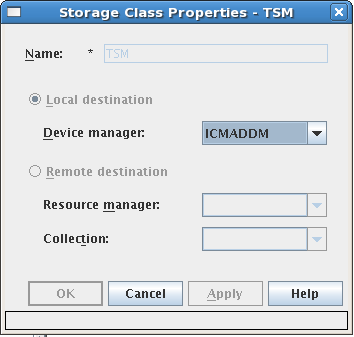 Storage Class Properties - TSM
Name: * TSM
Local destination
Device manager: ICMADDM
Remote destination
Resource manager:
Collection:
OK Cancel Apply Help